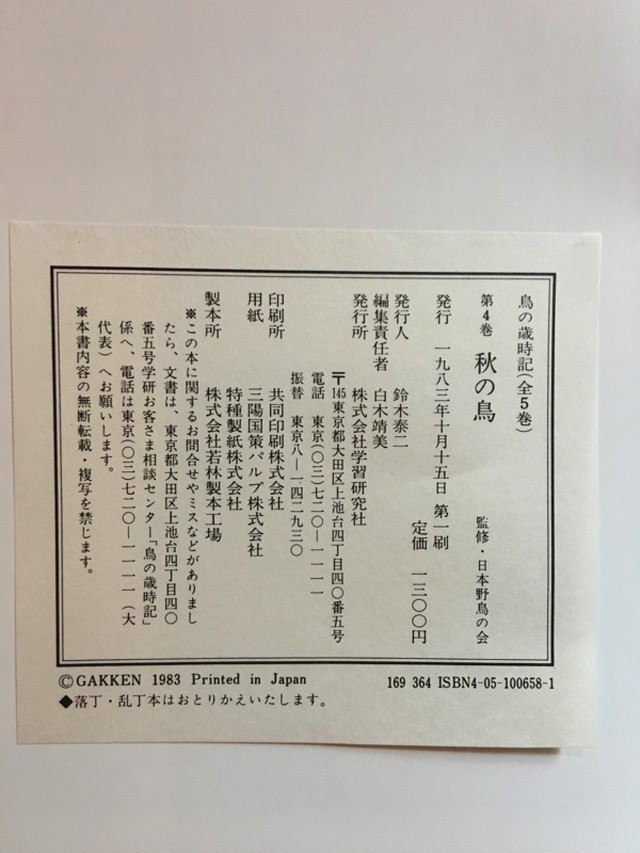 鳥の歳時記(全5巻)
第4巻 秋の鳥
監修・日本野鳥の会
発行 一九八三年十月十五日 第一刷
定価 一三〇〇円
発行人 鈴木泰二
編集責任者 白木靖美
発行所 株式会社学習研究社
〒145東京都大田区上池台四丁目四〇番五号
電話 東京(〇三)七二〇―一一一一
振替 東京八―一四二九三〇
印刷所 共同印刷株式会社
用紙 三陽国策パルプ株式会社
特種製紙株式会社
製本所 株式会社若林製本工場
※この本に関するお問合せやミスなどがありまし
たら、文書は、東京都大田区上池台四丁目四〇
番五号学研お客さま相談センター「鳥の歳時記」
係へ、電話は東京(〇三)七二〇―一一一一(大
代表)へお願いします。
※本書内容の無断転載・複写を禁じます。
©GAKKEN 1983 Printed in Japan
169 364 ISBN4-05-100658-1
◆落丁・乱丁本はおとりかえいたします。